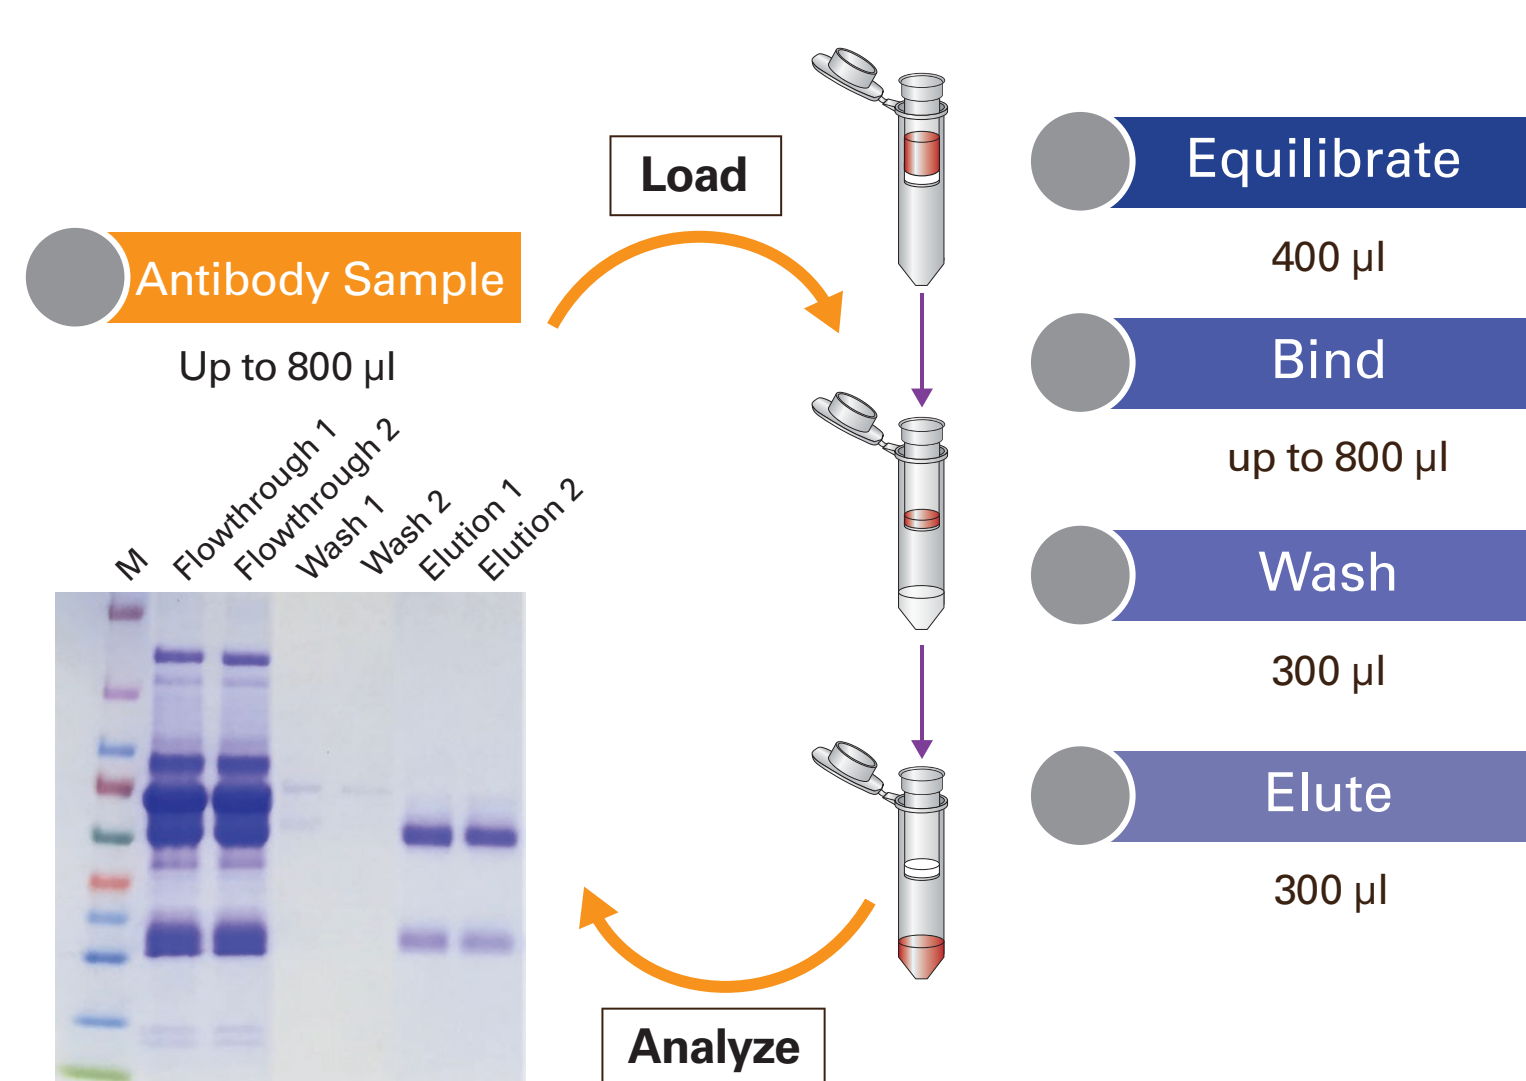 Load
Antibody Sample
Up to 800 µl
M
Flowthrough 1
Flowthrough 2
Wash 1
Wash 2
Elution 1
Elution 2
Analyze
Equilibrate
400 µl
Bind
up to 800 µl
Wash
300 µl
Elute
300 µl